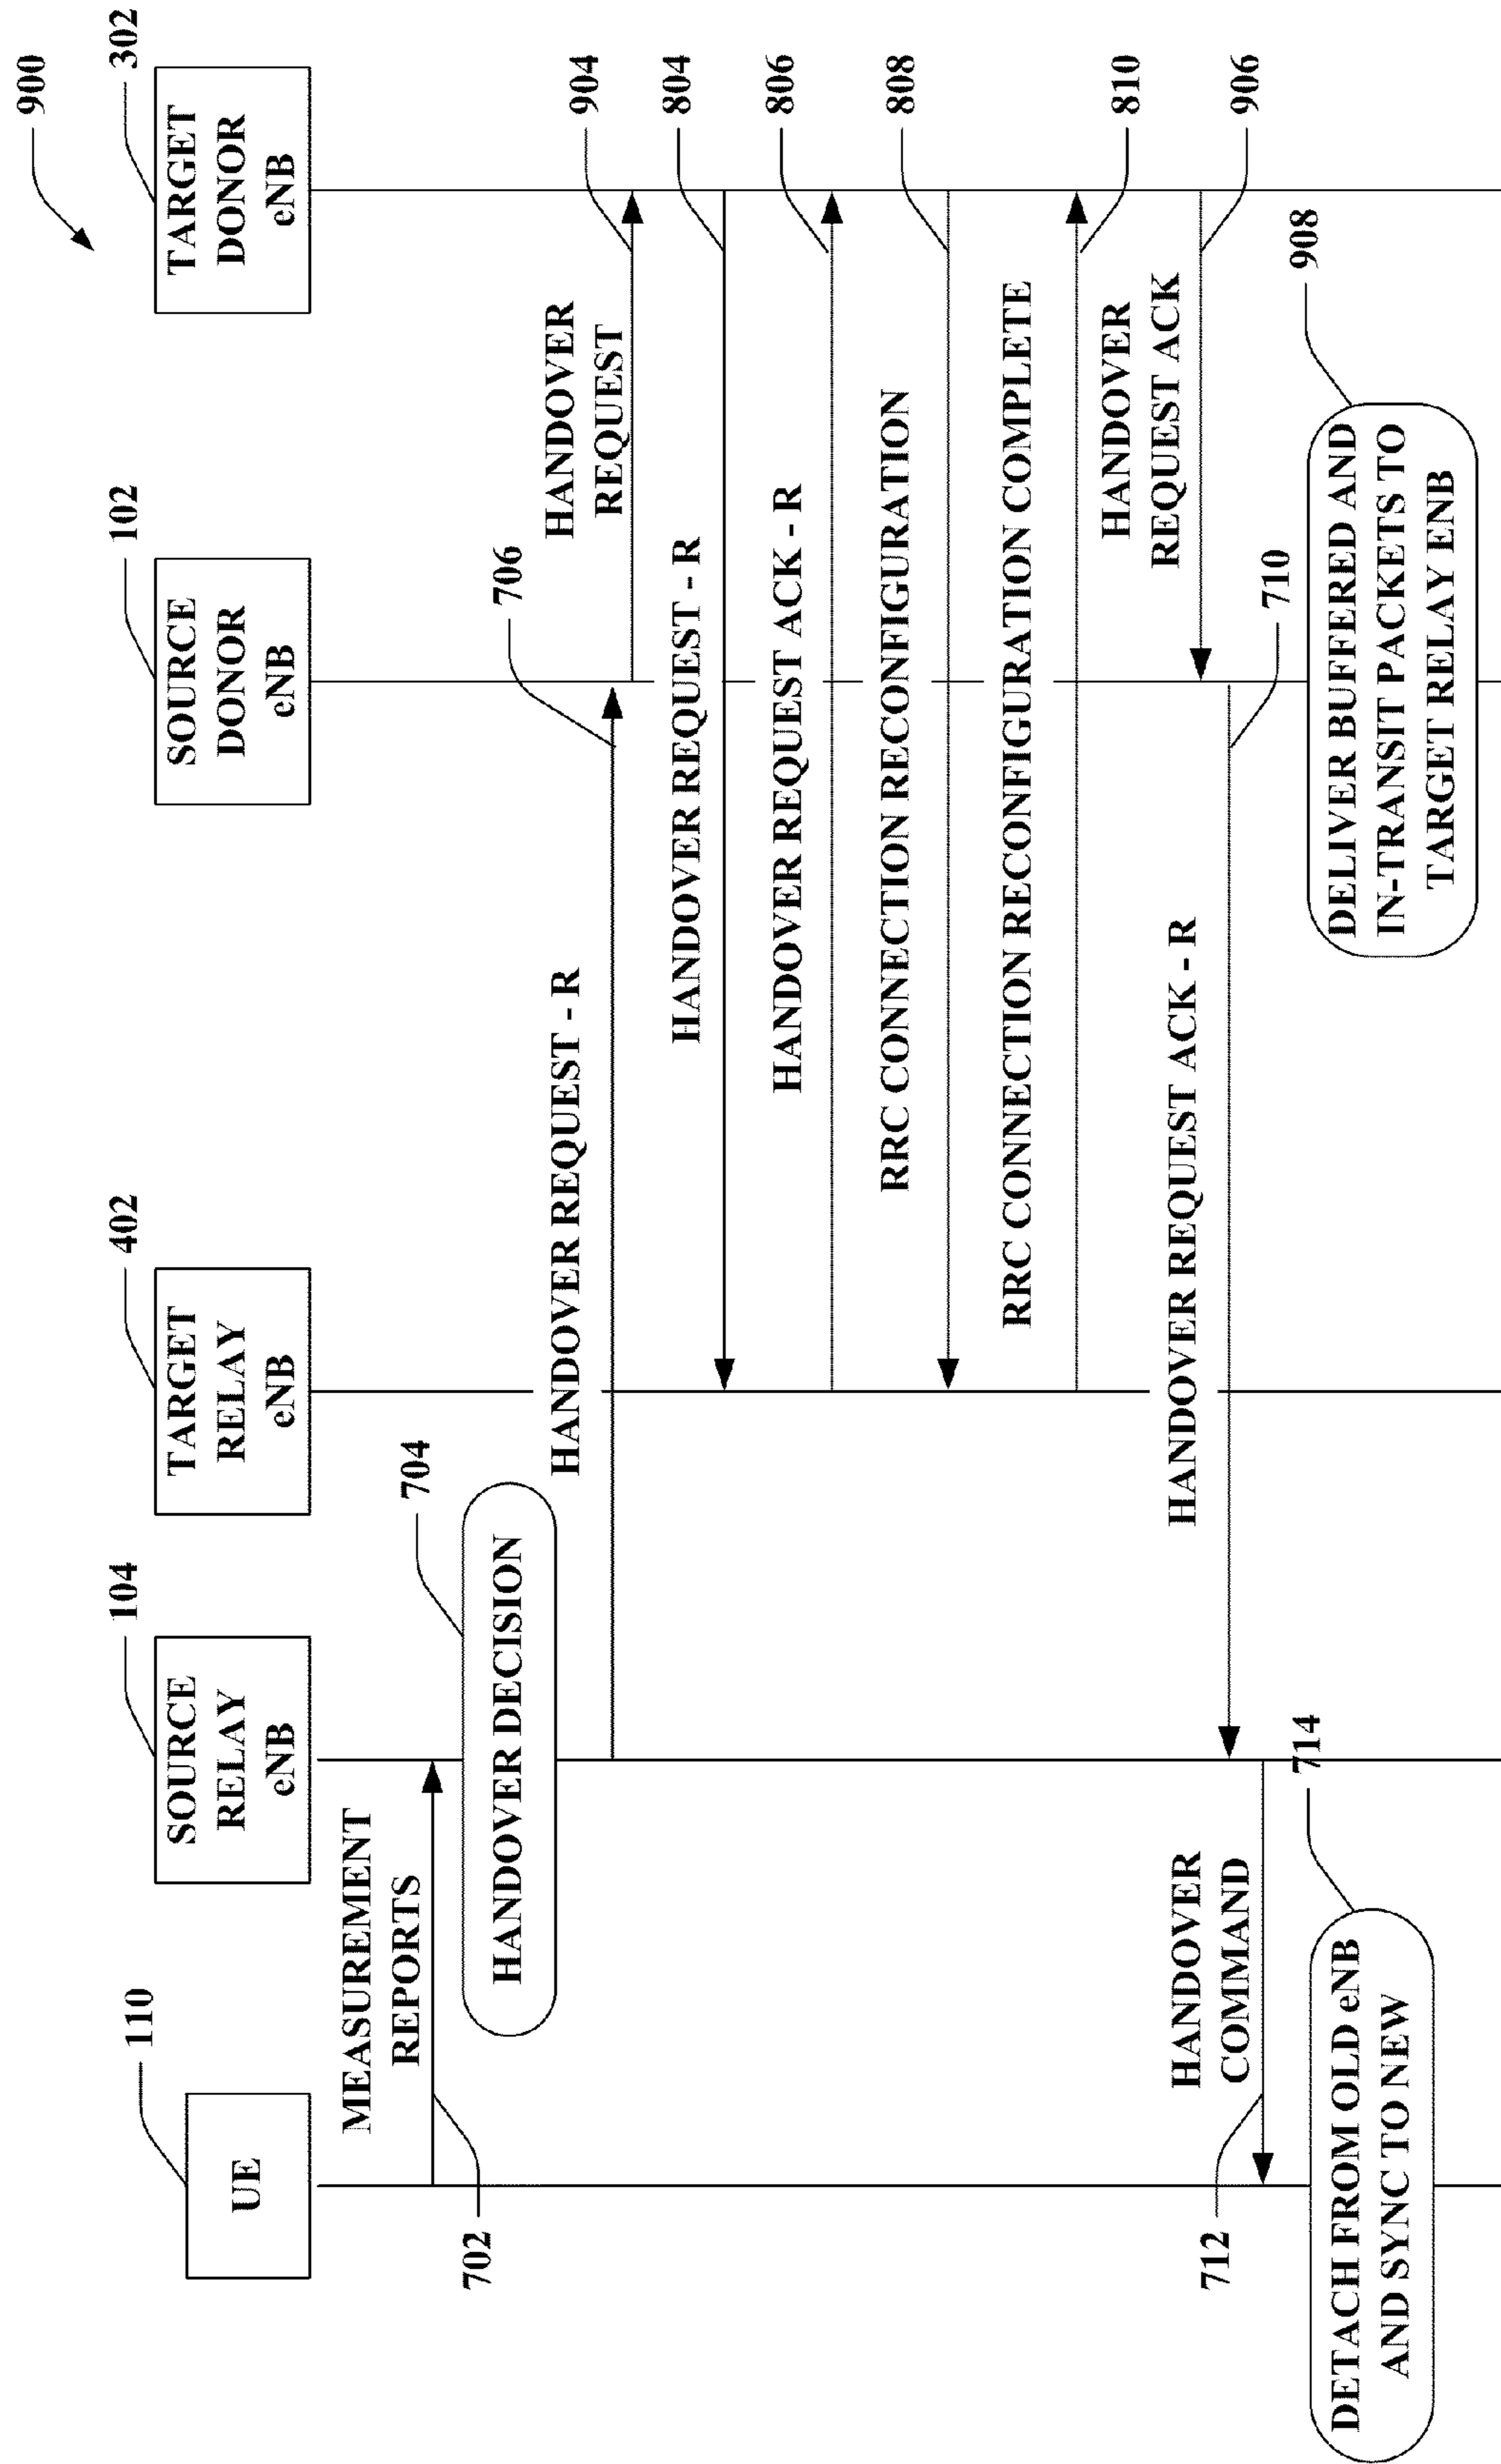 900
110
104
402
102
302
UE
SOURCE
RELAY
eNB
TARGET
RELAY
eNB
SOURCE
DONOR
eNB
TARGET
DONOR
eNB
MEASUREMENT
REPORTS
702
704
HANDOVER DECISION
706
HANDOVER REQUEST - R
HANDOVER
REQUEST
904
HANDOVER REQUEST - R
804
HANDOVER REQUEST ACK - R
806
RRC CONNECTION RECONFIGURATION
808
RRC CONNECTION RECONFIGURATION COMPLETE
810
HANDOVER
REQUEST ACK
906
HANDOVER REQUEST ACK - R
710
HANDOVER
COMMAND
712
714
DETACH FROM OLD eNB
AND SYNC TO NEW
908
DELIVER BUFFERED AND
IN-TRANSIT PACKETS TO
TARGET RELAY ENB